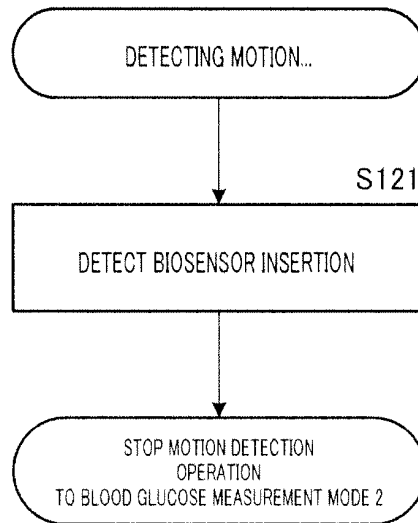 DETECTING MOTION...
S121
DETECT BIOSENSOR INSERTION
STOP MOTION DETECTION
OPERATION
TO BLOOD GLUCOSE MEASUREMENT MODE 2